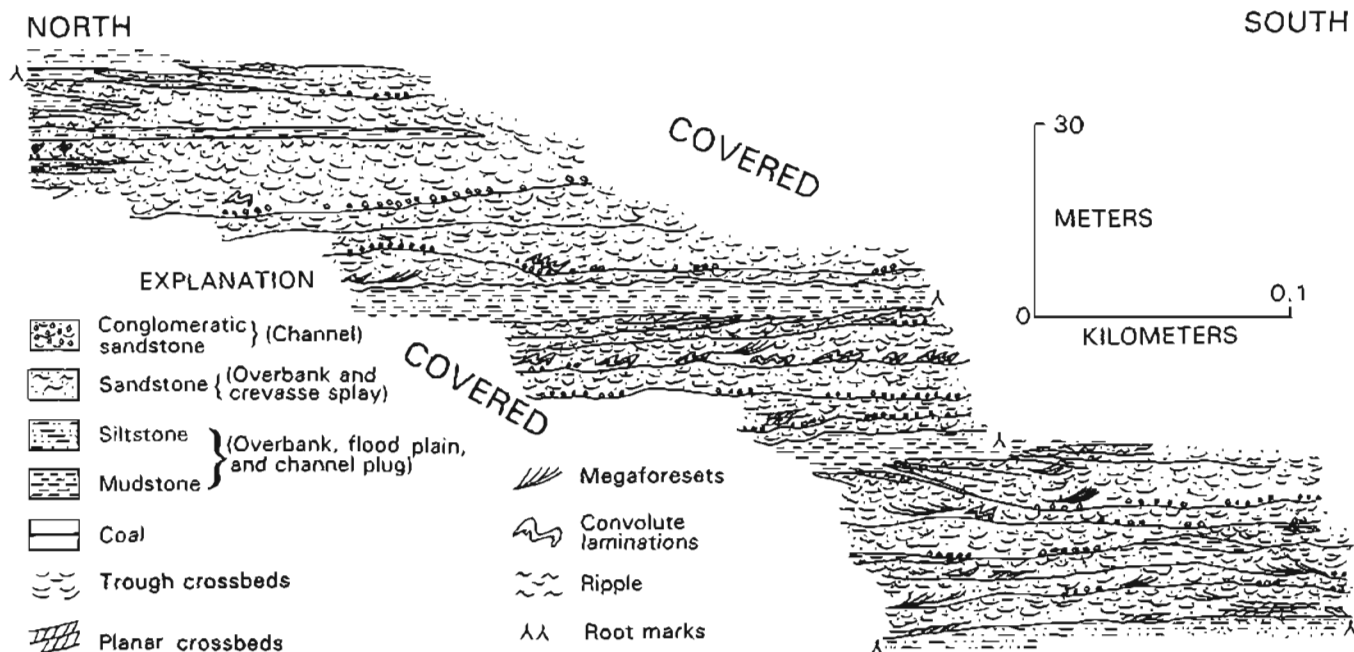 NORTH
SOUTH
COVERED
30
METERS
0
0.1
KILOMETERS
COVERED
EXPLANATION
Conglomeratic
sandstone } (Channel)
Sandstone { (Overbank and
crevasse splay)
Siltstone
Mudstone
} (Overbank, flood plain,
and channel plug)
Coal
Trough crossbeds
Planar crossbeds
Megaforesets
Convolute
laminations
Ripple
Root marks